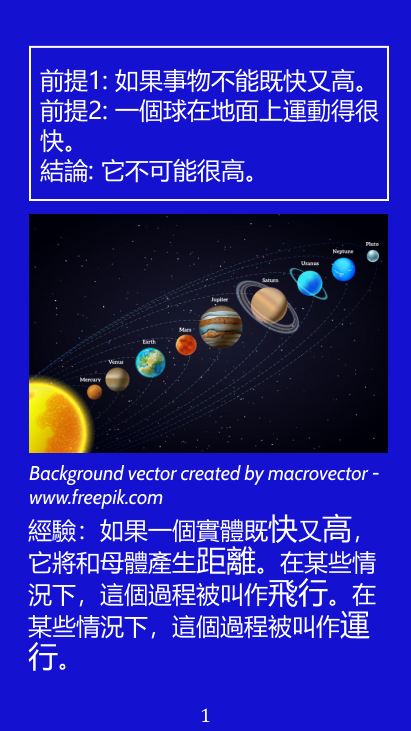 前提1: 如果事物不能既快又高。
前提2: 一個球在地面上運動得很
快。
結論: 它不可能很高。
Pluto
Neptune
Uranus
Saturn
Jupiter
Mars
Earth
Venus
Mercury
Background vector created by macrovector -
www.freepik.com
經驗：如果一個實體既快又高，
它將和母體產生距離。在某些情
況下，這個過程被叫作飛行。在
某些情況下，這個過程被叫作運
行。
1